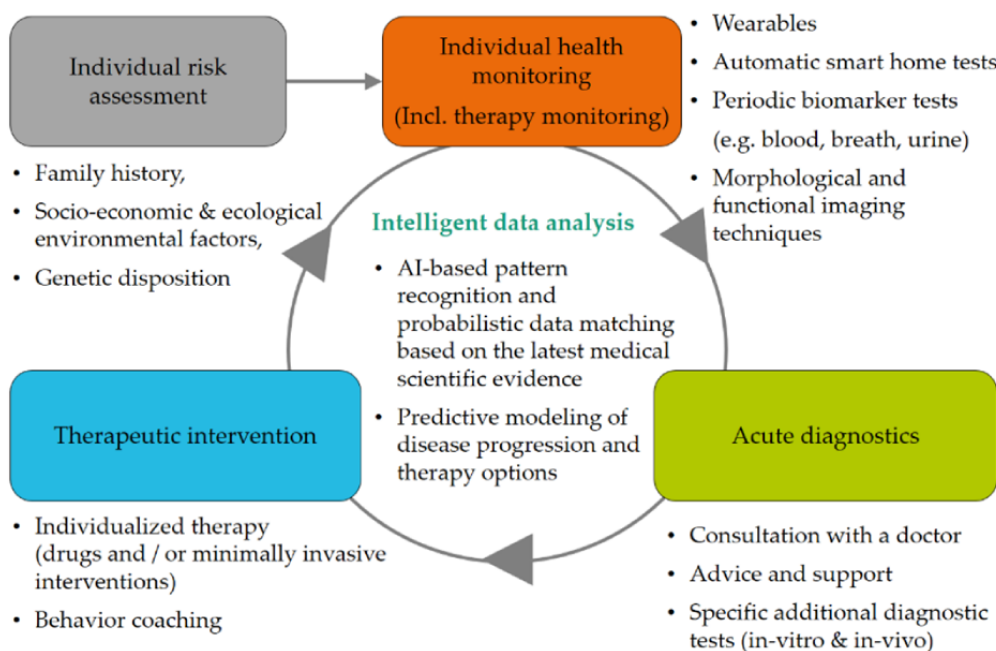 Individual risk
assessment
Individual health
monitoring
(Incl. therapy monitoring)
• Wearables
• Automatic smart home tests
• Periodic biomarker tests
(e.g. blood, breath, urine)
• Morphological and
functional imaging
techniques
• Family history,
• Socio-economic & ecological
environmental factors,
• Genetic disposition
Intelligent data analysis
• AI-based pattern
recognition and
probabilistic data matching
based on the latest medical
scientific evidence
• Predictive modeling of
disease progression and
therapy options
Therapeutic intervention
Acute diagnostics
• Individualized therapy
(drugs and / or minimally invasive
interventions)
• Behavior coaching
• Consultation with a doctor
• Advice and support
• Specific additional diagnostic
tests (in-vitro & in-vivo)